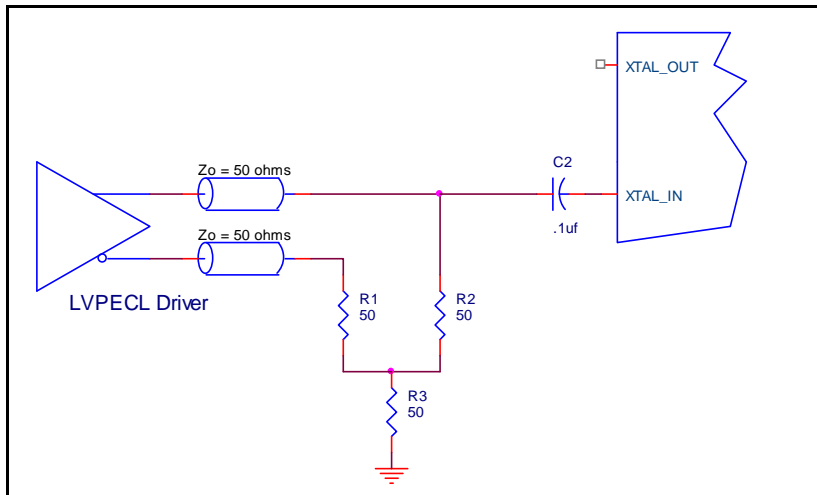 XTAL_OUT
Zo = 50 ohms
C2
XTAL_IN
.1uf
Zo = 50 ohms
LVPECL Driver
R1
50
R2
50
R3
50